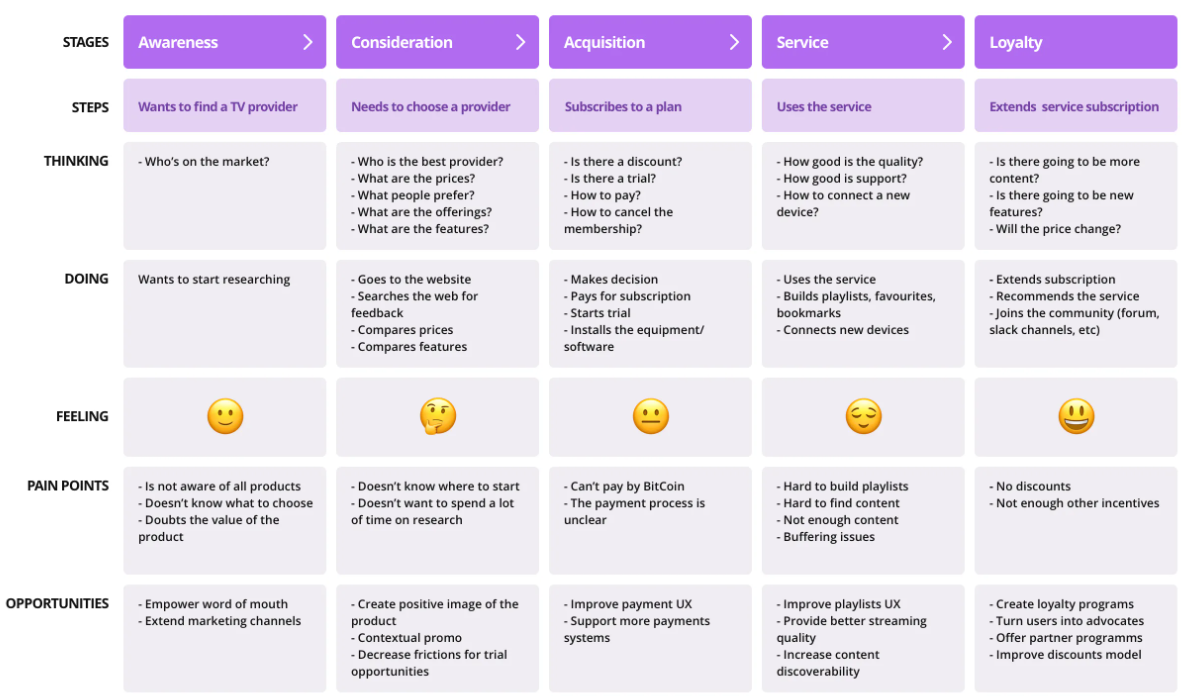 STAGES
Awareness
Consideration
Acquisition
Service
Loyalty
STEPS
Wants to find a TV provider
Needs to choose a provider
Subscribes to a plan
Uses the service
Extends service subscription
THINKING
- Who's on the market?
- Who is the best provider?
- What are the prices?
- What people prefer?
- What are the offerings?
- What are the features?
- Is there a discount?
- Is there a trial?
- How to pay?
- How to cancel the
membership?
- How good is the quality?
- How good is support?
- How to connect a new
device?
- Is there going to be more
content?
- Is there going to be new
features?
- Will the price change?
DOING
Wants to start researching
- Goes to the website
- Searches the web for
feedback
- Compares prices
- Compares features
- Makes decision
- Pays for subscription
- Starts trial
- Installs the equipment/
software
- Uses the service
- Builds playlists, favourites,
bookmarks
- Connects new devices
- Extends subscription
- Recommends the service
- Joins the community (forum,
slack channels, etc)
FEELING
PAIN POINTS
- Is not aware of all products
- Doesn't know what to choose
- Doubts the value of the
product
- Doesn't know where to start
- Doesn't want to spend a lot
of time on research
- Can't pay by BitCoin
- The payment process is
unclear
- Hard to build playlists
- Hard to find content
- Not enough content
- Buffering issues
- No discounts
- Not enough other incentives
OPPORTUNITIES
- Empower word of mouth
- Extend marketing channels
- Create positive image of the
product
- Contextual promo
- Decrease frictions for trial
opportunities
- Improve payment UX
- Support more payments
systems
- Improve playlists UX
- Provide better streaming
quality
- Increase content
discoverability
- Create loyalty programs
- Turn users into advocates
- Offer partner programms
- Improve discounts model